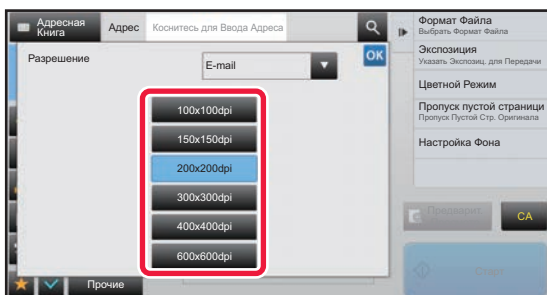 Адресная
Книга
Адрес
Коснитесь для Ввода Адреса
Разрешение
E-mail
OK
100x100dpi
150x150dpi
200x200dpi
300x300dpi
400x400dpi
600x600dpi
Прочие
Формат Файла
Выбрать Формат Файла
Экспозиция
Указать Экспозиц. для Передачи
Цветной Режим
Пропуск пустой страници
Пропуск Пустой Стр. Оригинала
Настройка Фона
CA